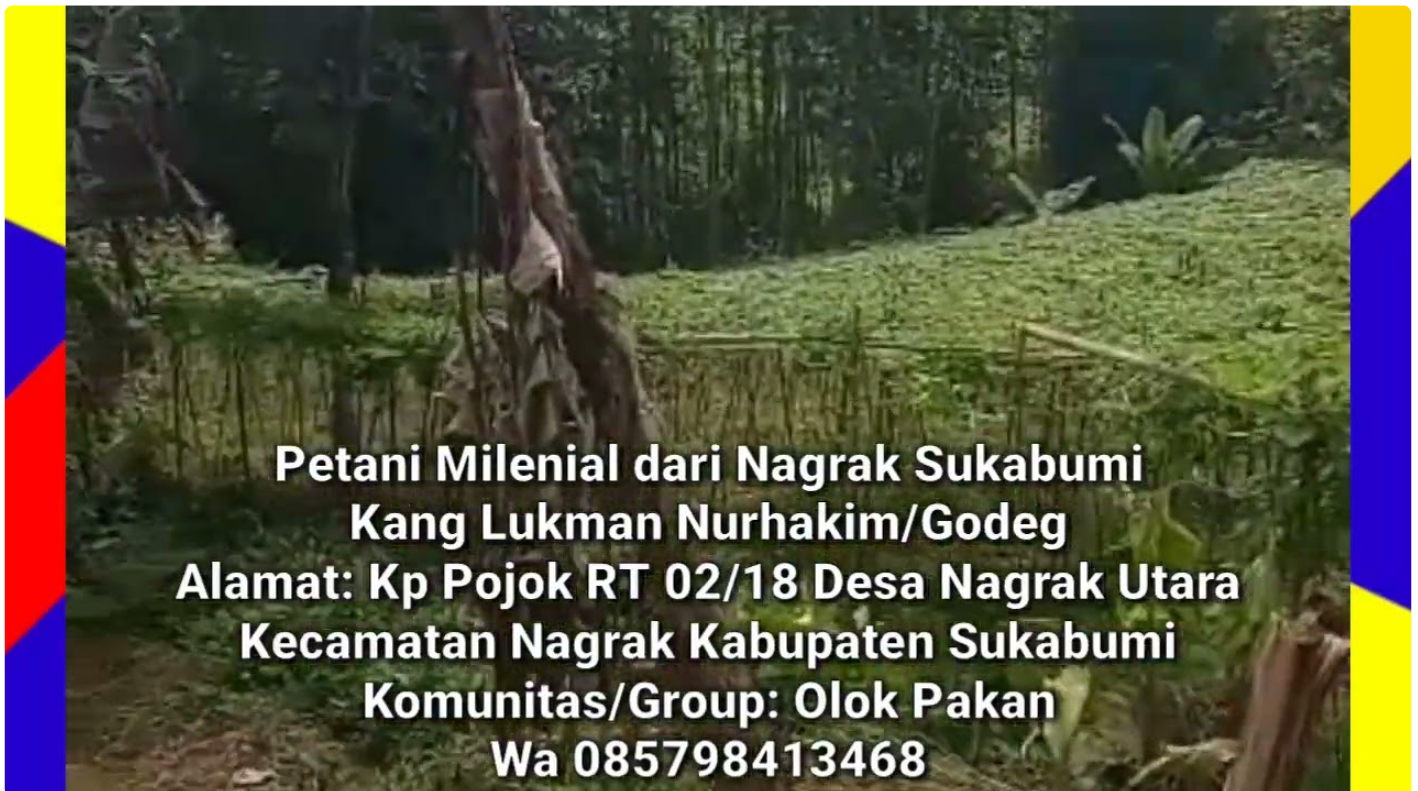 Petani Milenial dari Nagrak Sukabumi
Kang Lukman Nurhakim/Godeg
Alamat: Kp Pojok RT 02/18 Desa Nagrak Utara
Kecamatan Nagrak Kabupaten Sukabumi
Komunitas/Group: Olok Pakan
Wa 085798413468